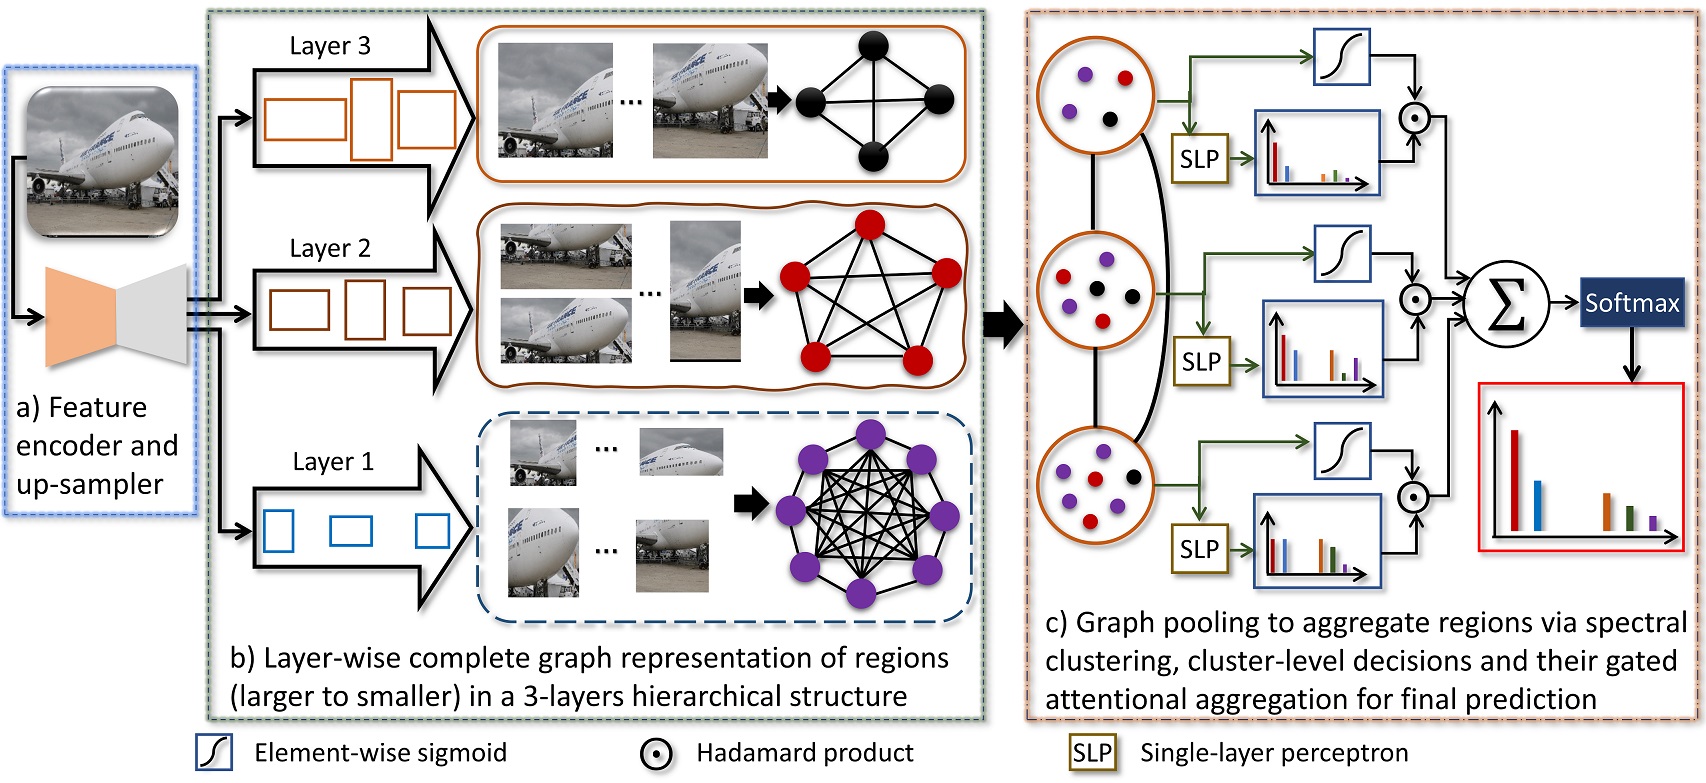 Layer 3
...
Layer 2
...
Layer 1
...
...
a) Feature
encoder and
up-sampler
b) Layer-wise complete graph representation of regions
(larger to smaller) in a 3-layers hierarchical structure
SLP
SLP
SLP
Σ
Softmax
c) Graph pooling to aggregate regions via spectral
clustering, cluster-level decisions and their gated
attentional aggregation for final prediction
Element-wise sigmoid
Hadamard product
SLP Single-layer perceptron